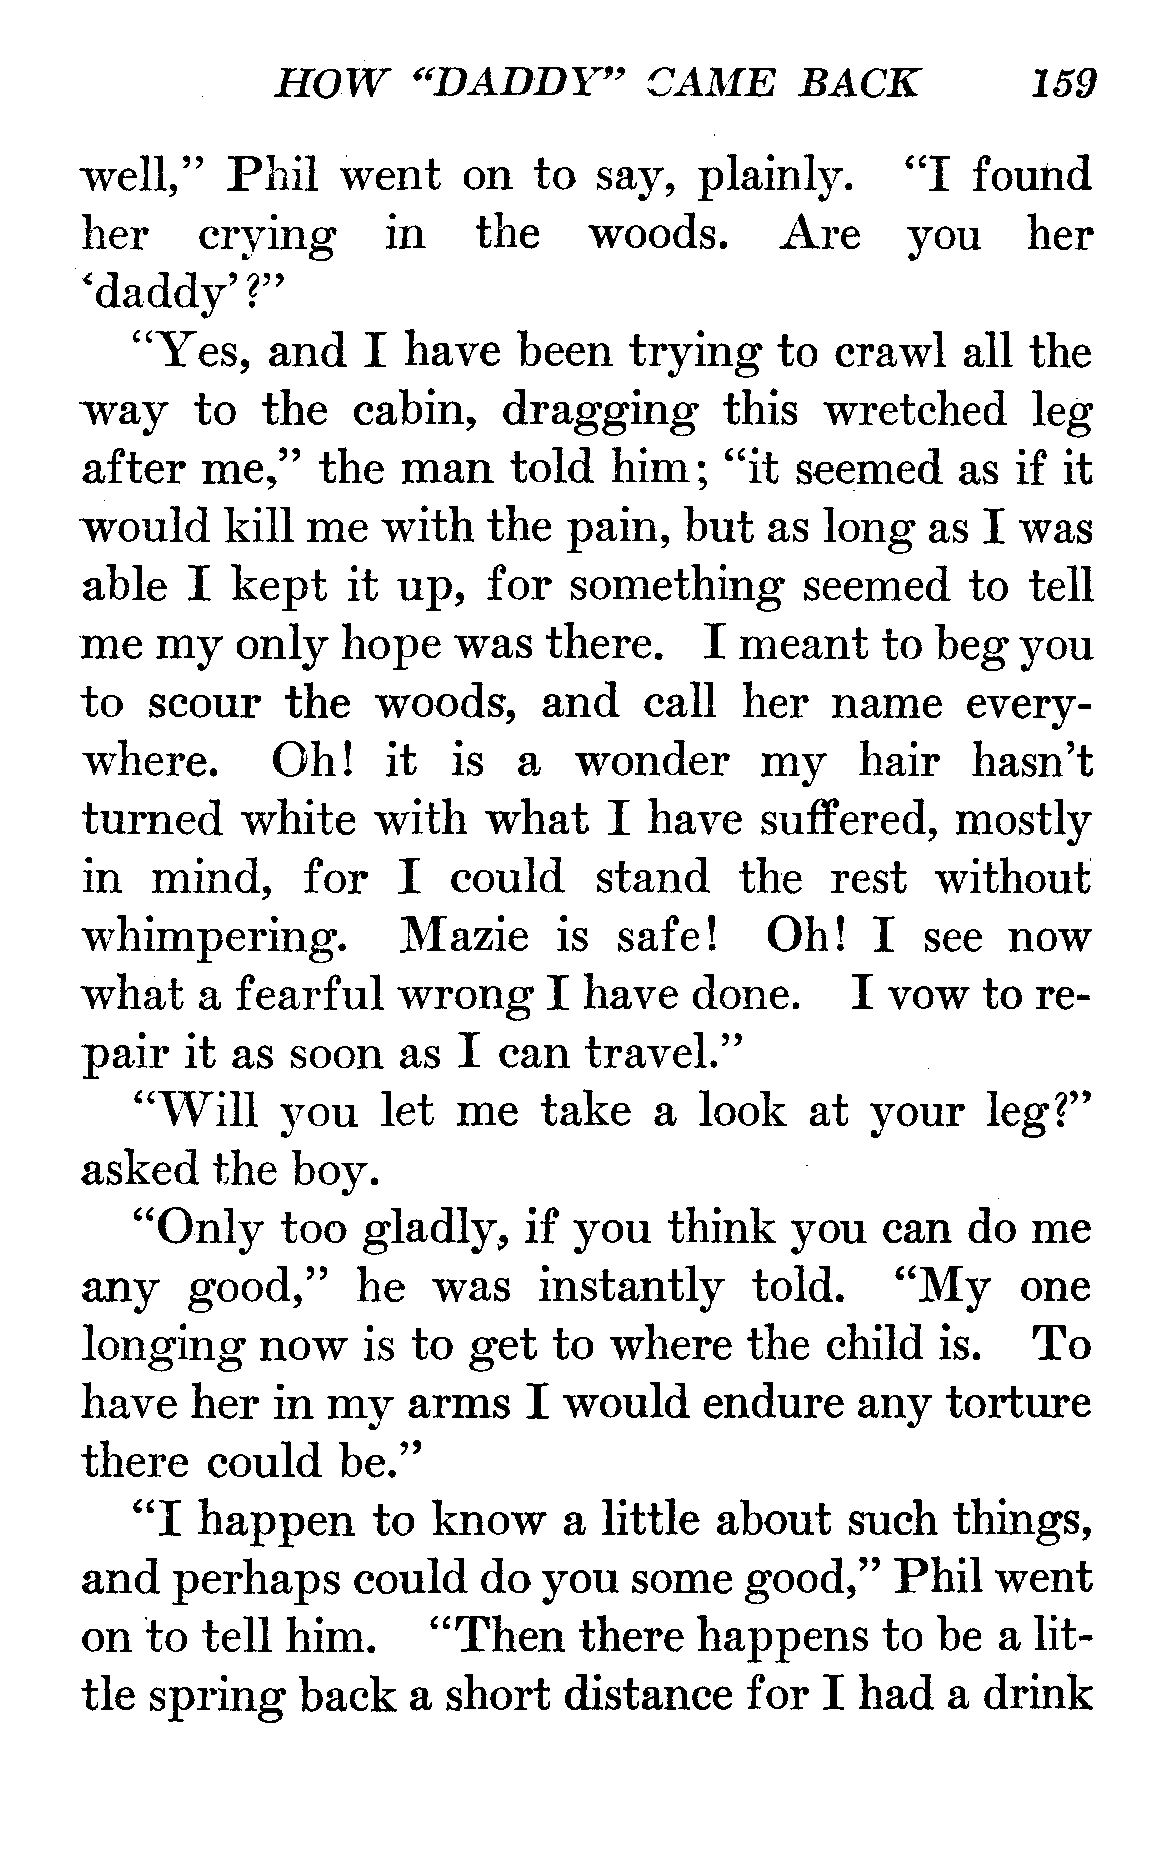 HOW "DADDY" CAME BACK 159
well," Phil went on to say, plainly. "I found
her crying in the woods. Are you her
'daddy'?"
"Yes, and I have been trying to crawl all the
way to the cabin, dragging this wretched leg
after me," the man told him; "it seemed as if it
would kill me with the pain, but as long as I was
able I kept it up, for something seemed to tell
me my only hope was there. I meant to beg you
to scour the woods, and call her name every-
where. Oh! it is a wonder my hair hasn't
turned white with what I have suffered, mostly
in mind, for I could stand the rest without
whimpering. Mazie is safe! Oh! I see now
what a fearful wrong I have done. I vow to re-
pair it as soon as I can travel."
"Will you let me take a look at your leg?"
asked the boy.
"Only too gladly, if you think you can do me
any good," he was instantly told. "My one
longing now is to get to where the child is. To
have her in my arms I would endure any torture
there could be."
"I happen to know a little about such things,
and perhaps could do you some good," Phil went
on to tell him. "Then there happens to be a lit-
tle spring back a short distance for I had a drink